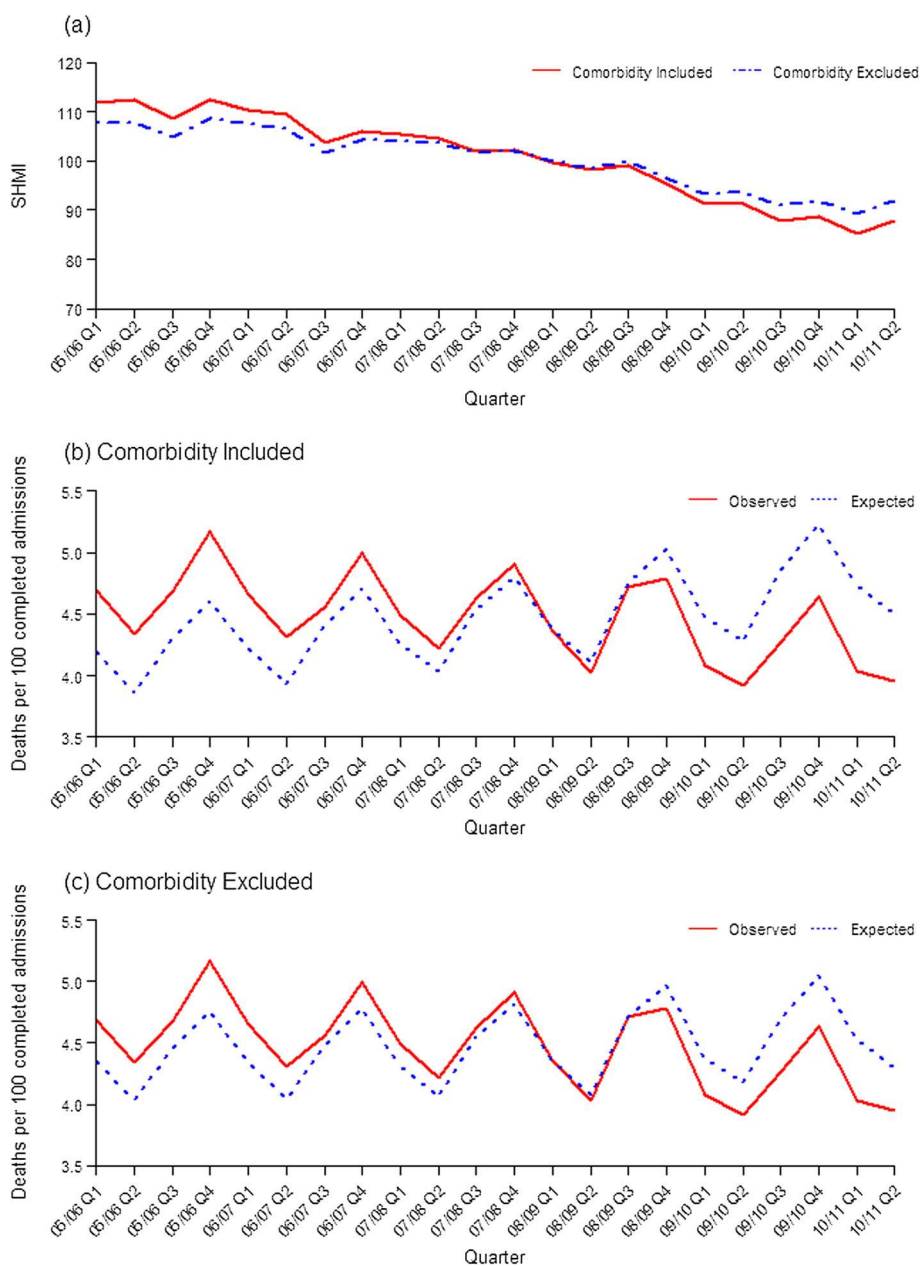 (a)
120
110
100
90
80
70
SHMI
Comorbidity Included
Comorbidity Excluded
05/06 Q1
05/06 Q2
05/06 Q3
05/06 Q4
06/07 Q1
06/07 Q2
06/07 Q3
06/07 Q4
07/08 Q1
07/08 Q2
07/08 Q3
07/08 Q4
08/09 Q1
08/09 Q2
08/09 Q3
08/09 Q4
09/10 Q1
09/10 Q2
09/10 Q3
09/10 Q4
10/11 Q1
10/11 Q2
Quarter
(b) Comorbidity Included
Deaths per 100 completed admissions
5.5
5.0
4.5
4.0
3.5
Observed
Expected
05/06 Q1
05/06 Q2
05/06 Q3
05/06 Q4
06/07 Q1
06/07 Q2
06/07 Q3
06/07 Q4
07/08 Q1
07/08 Q2
07/08 Q3
07/08 Q4
08/09 Q1
08/09 Q2
08/09 Q3
08/09 Q4
09/10 Q1
09/10 Q2
09/10 Q3
09/10 Q4
10/11 Q1
10/11 Q2
Quarter
(c) Comorbidity Excluded
Deaths per 100 completed admissions
5.5
5.0
4.5
4.0
3.5
Observed
Expected
05/06 Q1
05/06 Q2
05/06 Q3
05/06 Q4
06/07 Q1
06/07 Q2
06/07 Q3
06/07 Q4
07/08 Q1
07/08 Q2
07/08 Q3
07/08 Q4
08/09 Q1
08/09 Q2
08/09 Q3
08/09 Q4
09/10 Q1
09/10 Q2
09/10 Q3
09/10 Q4
10/11 Q1
10/11 Q2
Quarter